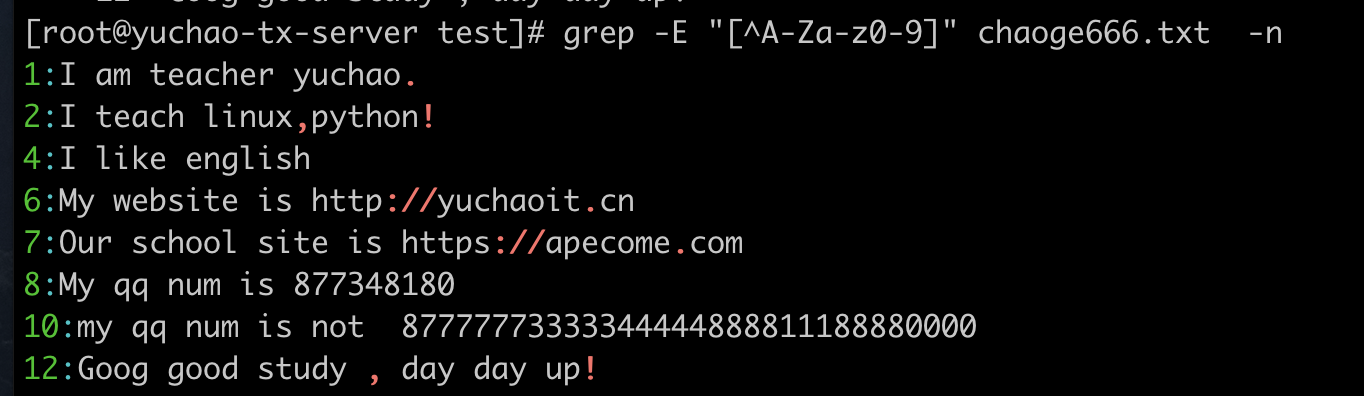 [root@yuchao-tx-server test]# grep -E "[^A-Za-z0-9]" chaoge666.txt  -n
1:I am teacher yuchao.
2:I teach linux,python!
4:I like english
6:My website is http://yuchaoit.cn
7:Our school site is https://apecome.com
8:My qq num is 877348180
10:my qq num is not  87777773333344444888811188880000
12:Goog good study , day day up!